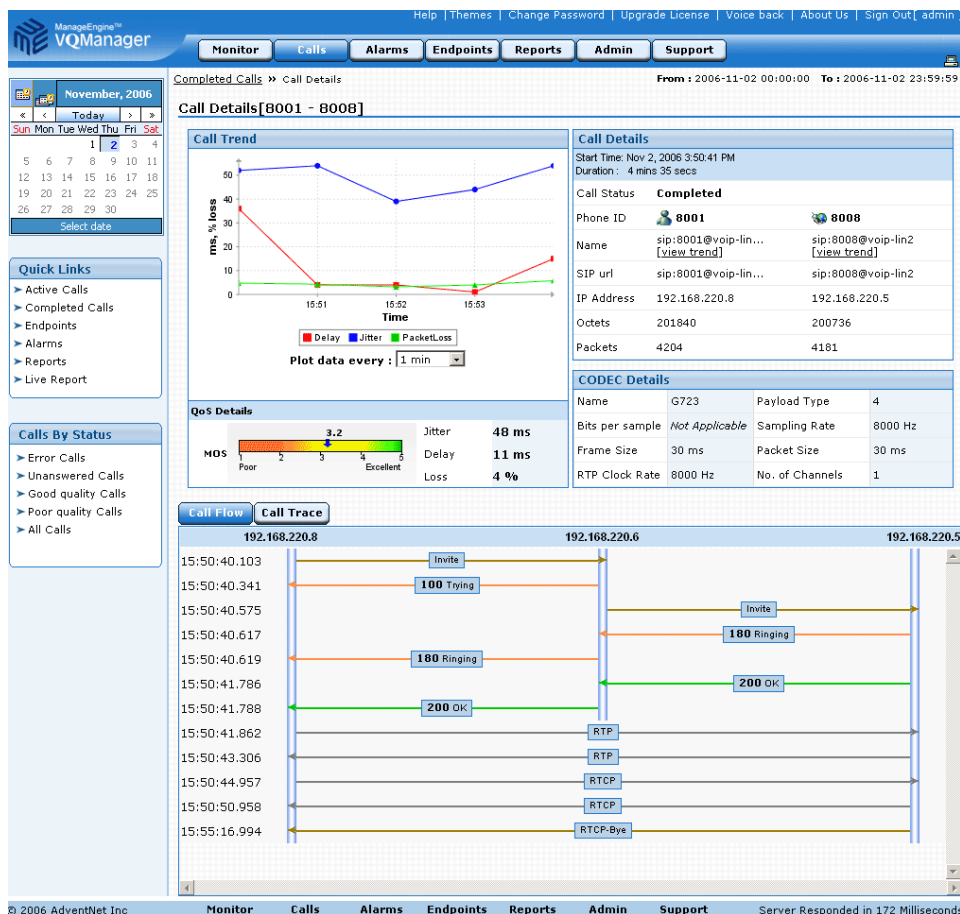 Help | Themes | Change Password | Upgrade License | Voice back | About Us | Sign Out[ admin
ManageEngine™
VQManager
Monitor Calls Alarms Endpoints Reports Admin Support
Completed Calls » Call Details
From : 2006-11-02 00:00:00 To : 2006-11-02 23:59:59
November, 2006
« < Today > »
Sun Mon Tue Wed Thu Fri Sat
1 2 3 4
5 6 7 8 9 10 11
12 13 14 15 16 17 18
19 20 21 22 23 24 25
26 27 28 29 30
Select date
Quick Links
Active Calls
Completed Calls
Endpoints
Alarms
Reports
Live Report
Calls By Status
Error Calls
Unanswered Calls
Good quality Calls
Poor quality Calls
All Calls
Call Details[8001 - 8008]
Call Trend
ms, % loss
50
40
30
20
10
0
15:51 15:52 15:53
Time
Delay Jitter PacketLoss
Plot data every : 1 min
QoS Details
3.2
MOS
1 2 3 4 5
Poor Excellent
Jitter 48 ms
Delay 11 ms
Loss 4 %
Call Details
Start Time: Nov 2, 2006 3:50:41 PM
Duration : 4 mins 35 secs
Call Status Completed
Phone ID 8001 8008
Name sip:8001@voip-lin... sip:8008@voip-lin2
[view trend] [view trend]
SIP url sip:8001@voip-lin... sip:8008@voip-lin2
IP Address 192.168.220.8 192.168.220.5
Octets 201840 200736
Packets 4204 4181
CODEC Details
Name G723 Payload Type 4
Bits per sample Not Applicable Sampling Rate 8000 Hz
Frame Size 30 ms Packet Size 30 ms
RTP Clock Rate 8000 Hz No. of Channels 1
Call Flow Call Trace
192.168.220.8 192.168.220.6 192.168.220.5
15:50:40.103 Invite
15:50:40.341 100 Trying
15:50:40.575 Invite
15:50:40.617 180 Ringing
15:50:40.619 180 Ringing
15:50:41.786 200 OK
15:50:41.788 200 OK
15:50:41.862 RTP
15:50:43.306 RTP
15:50:44.957 RTCP
15:50:50.958 RTCP
15:55:16.994 RTCP-Bye
© 2006 AdventNet Inc Monitor Calls Alarms Endpoints Reports Admin Support Server Responded in 172 Milliseconds